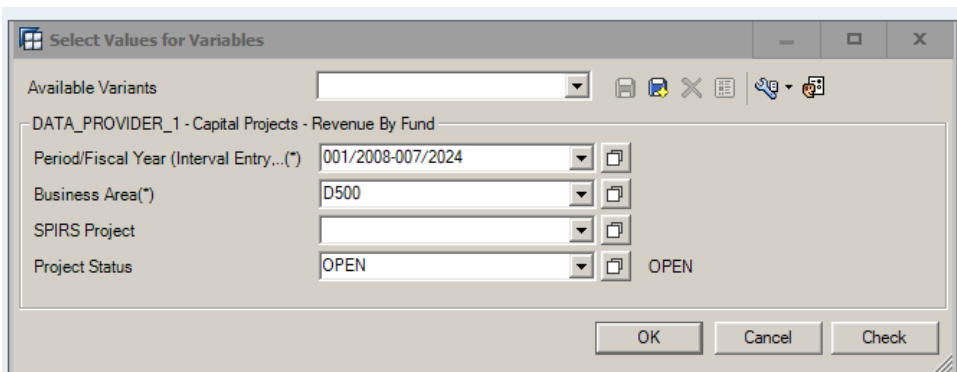 Select Values for Variables
Available Variants
DATA_PROVIDER_1 - Capital Projects - Revenue By Fund
Period/Fiscal Year (Interval Entry,..(*) 001/2008-007/2024
Business Area(*) D500
SPIRS Project
Project Status OPEN OPEN
OK Cancel Check